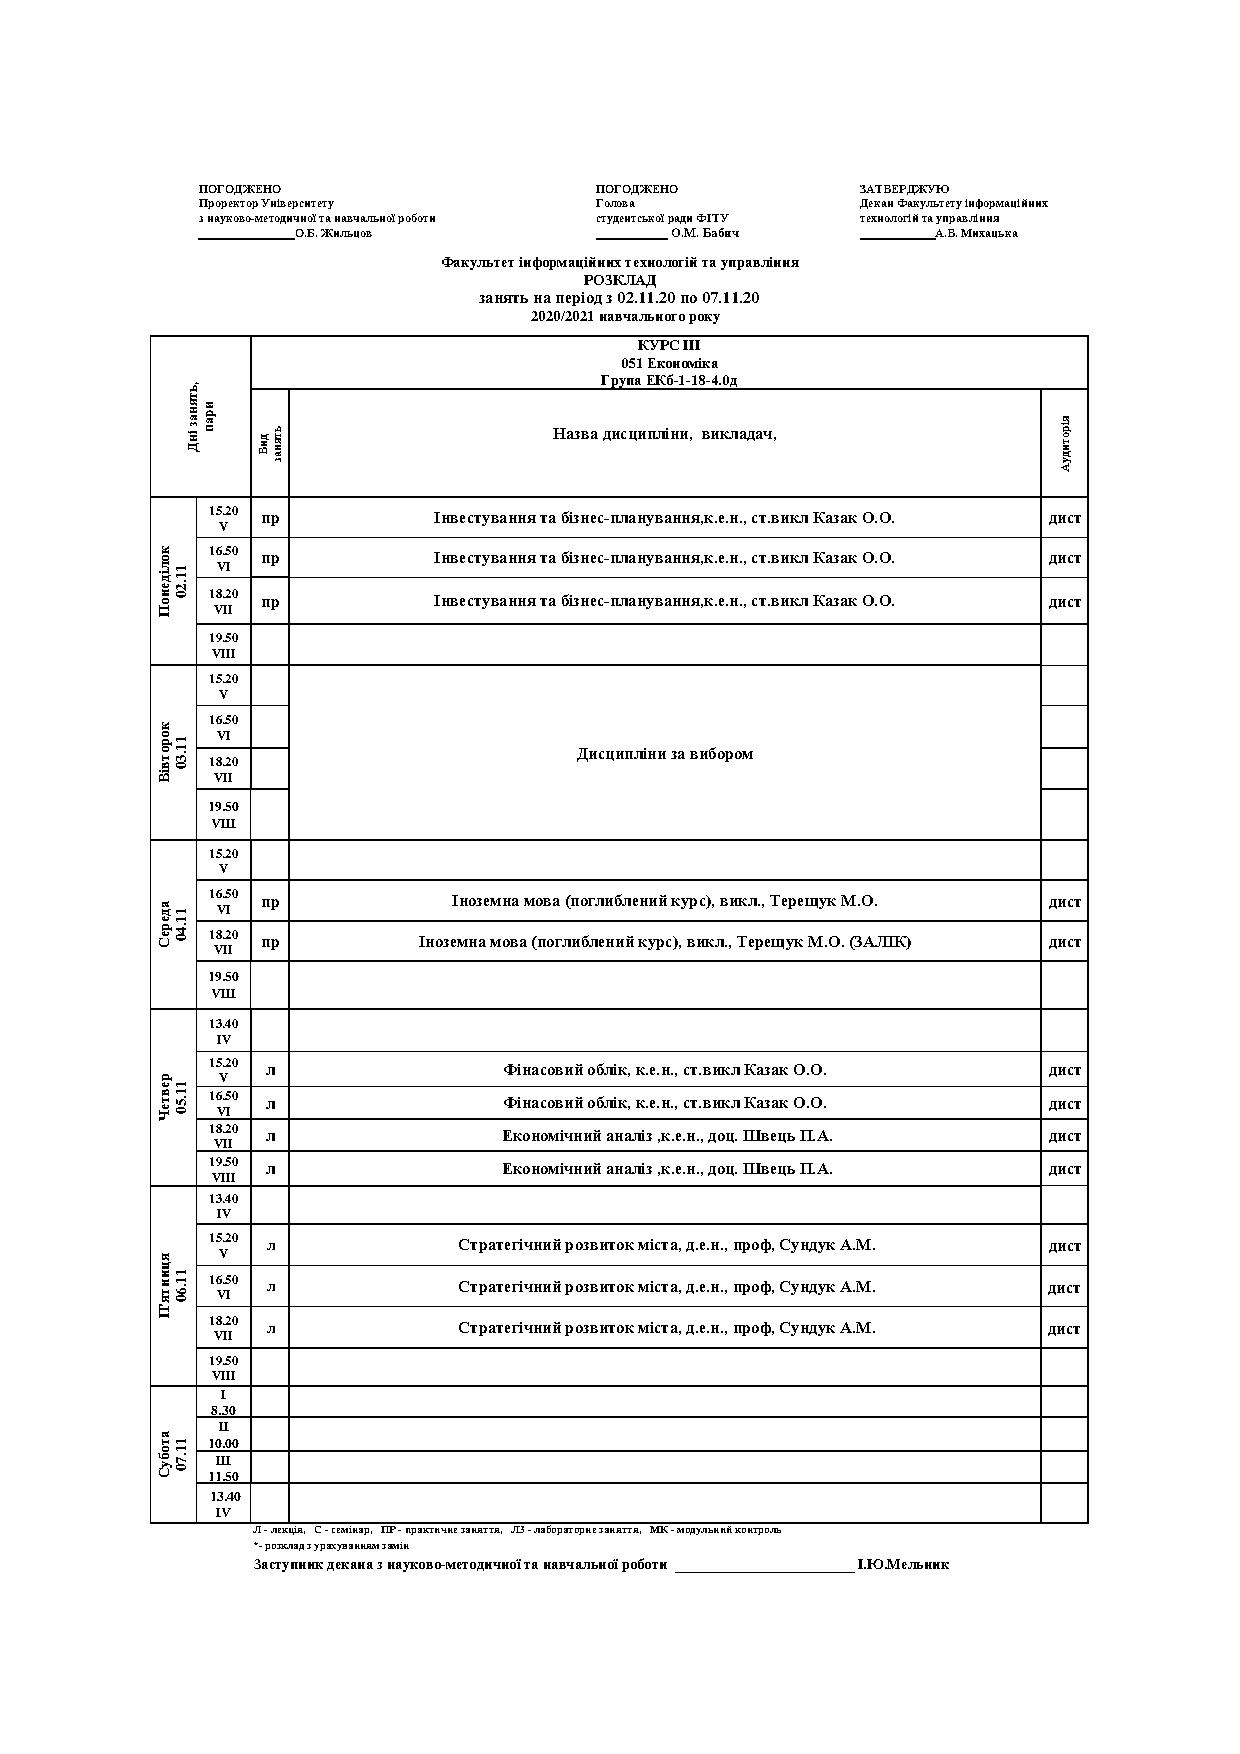 ПОГОДЖЕНО
Проректор Університету
з науково-методичної та навчальної роботи
________________О.Б. Жильцов
ПОГОДЖЕНО
Голова
студентської ради ФІТУ
____________ О.М. Бабич
ЗАТВЕРДЖУЮ
Декан Факультету інформаційних
технологій та управління
_____________А.В. Михацька
Факультет інформаційних технологій та управління
РОЗКЛАД
занять на період з 02.11.20 по 07.11.20
2020/2021 навчального року
Дні занять,
пари
КУРС ІІІ
051 Економіка
Група ЕКб-1-18-4.0д
Вид
занять
Назва дисципліни, викладач,
Аудиторія
Понеділок
02.11
15.20
V
пр
Інвестування та бізнес-планування,к.е.н., ст.викл Казак О.О.
дист
16.50
VI
пр
Інвестування та бізнес-планування,к.е.н., ст.викл Казак О.О.
дист
18.20
VII
пр
Інвестування та бізнес-планування,к.е.н., ст.викл Казак О.О.
дист
19.50
VIII
Вівторок
03.11
15.20
V
16.50
VI
Дисципліни за вибором
18.20
VII
19.50
VIII
Середа
04.11
15.20
V
16.50
VI
пр
Іноземна мова (поглиблений курс), викл., Терещук М.О.
дист
18.20
VII
пр
Іноземна мова (поглиблений курс), викл., Терещук М.О. (ЗАЛІК)
дист
19.50
VIII
Четвер
05.11
13.40
IV
15.20
V
л
Фінасовий облік, к.е.н., ст.викл Казак О.О.
дист
16.50
VI
л
Фінасовий облік, к.е.н., ст.викл Казак О.О.
дист
18.20
VII
л
Економічний аналіз ,к.е.н., доц. Швець П.А.
дист
19.50
VIII
л
Економічний аналіз ,к.е.н., доц. Швець П.А.
дист
П'ятниця
06.11
13.40
IV
15.20
V
л
Стратегічний розвиток міста, д.е.н., проф, Сундук А.М.
дист
16.50
VI
л
Стратегічний розвиток міста, д.е.н., проф, Сундук А.М.
дист
18.20
VII
л
Стратегічний розвиток міста, д.е.н., проф, Сундук А.М.
дист
19.50
VIII
Субота
07.11
I
8.30
II
10.00
III
11.50
13.40
IV
Л - лекція, С - семінар, ПР - практичне заняття, ЛЗ - лабораторне заняття, МК - модульний контроль
*- розклад з урахуванням замін
Заступник декана з науково-методичної та навчальної роботи ________________________ І.Ю.Мельник